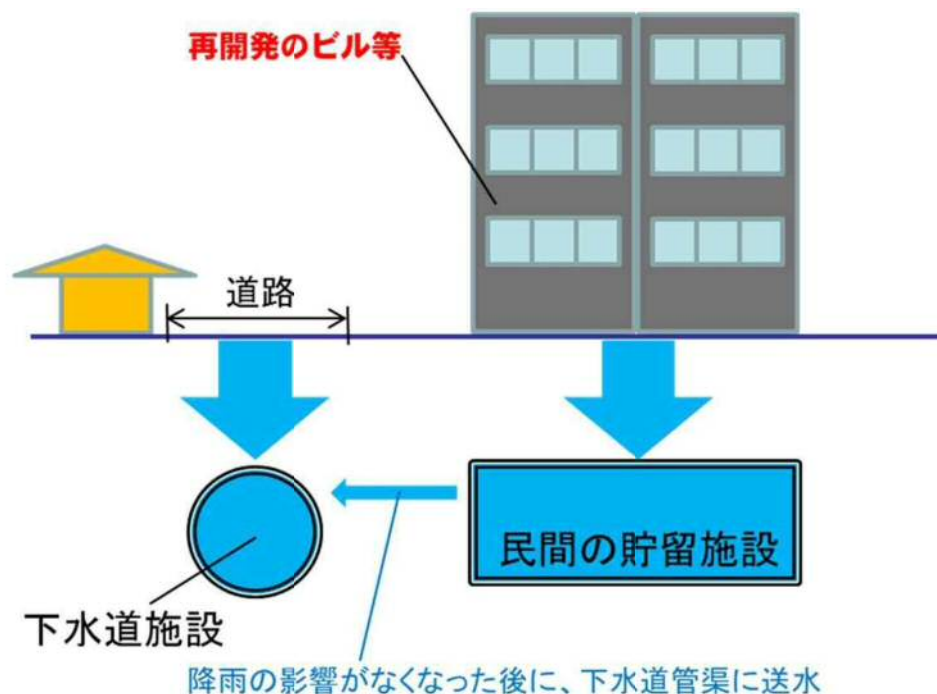 再開発のビル等
道路
民間の貯留施設
下水道施設
降雨の影響がなくなった後に、下水道管渠に送水